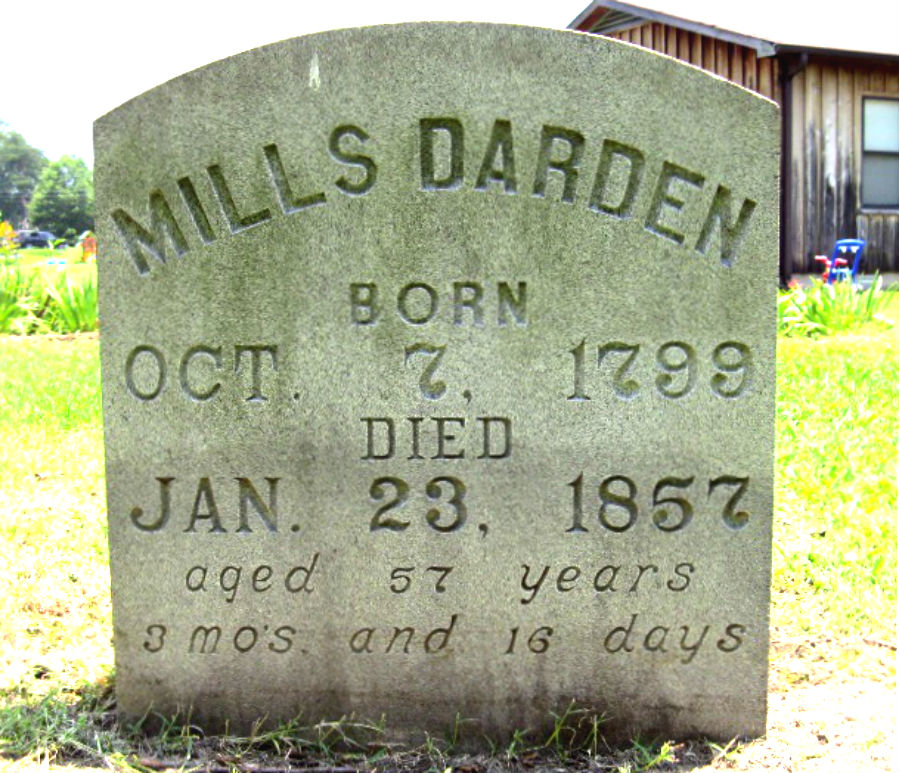 MILLS DARDEN
BORN
OCT. 7, 1799
DIED
JAN. 23, 1857
aged 57 years
3 mo's. and 16 days